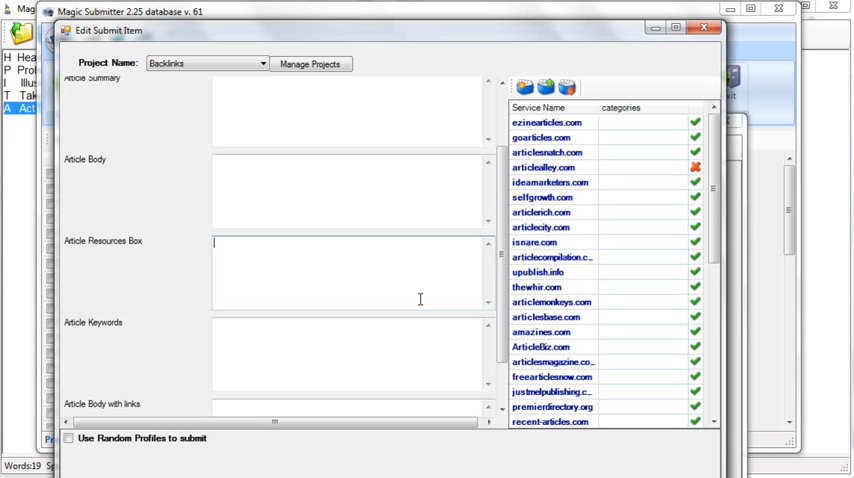 Mag
Magic Submitter 2.25 database v. 61
Edit Submit Item
Project Name: Backlinks Manage Projects
H Hea
P Prol
I Illus
T Tak
A Act
xit
Article Summary
Article Body
Article Resources Box
Article Keywords
Article Body with links
Service Name categories
ezinearticles.com
goarticles.com
articlesnatch.com
articlealley.com
ideamarketers.com
selfgrowth.com
articlerich.com
articlecity.com
isnare.com
articlecompilation.c...
upublish.info
thewhir.com
articlemonkeys.com
articlesbase.com
amazines.com
ArticleBiz.com
articlesmagazine.co...
freearticlesnow.com
justmelpublishing.c...
premierdirectory.org
recent-articles.com
Use Random Profiles to submit
Pr
Words:19 Sp